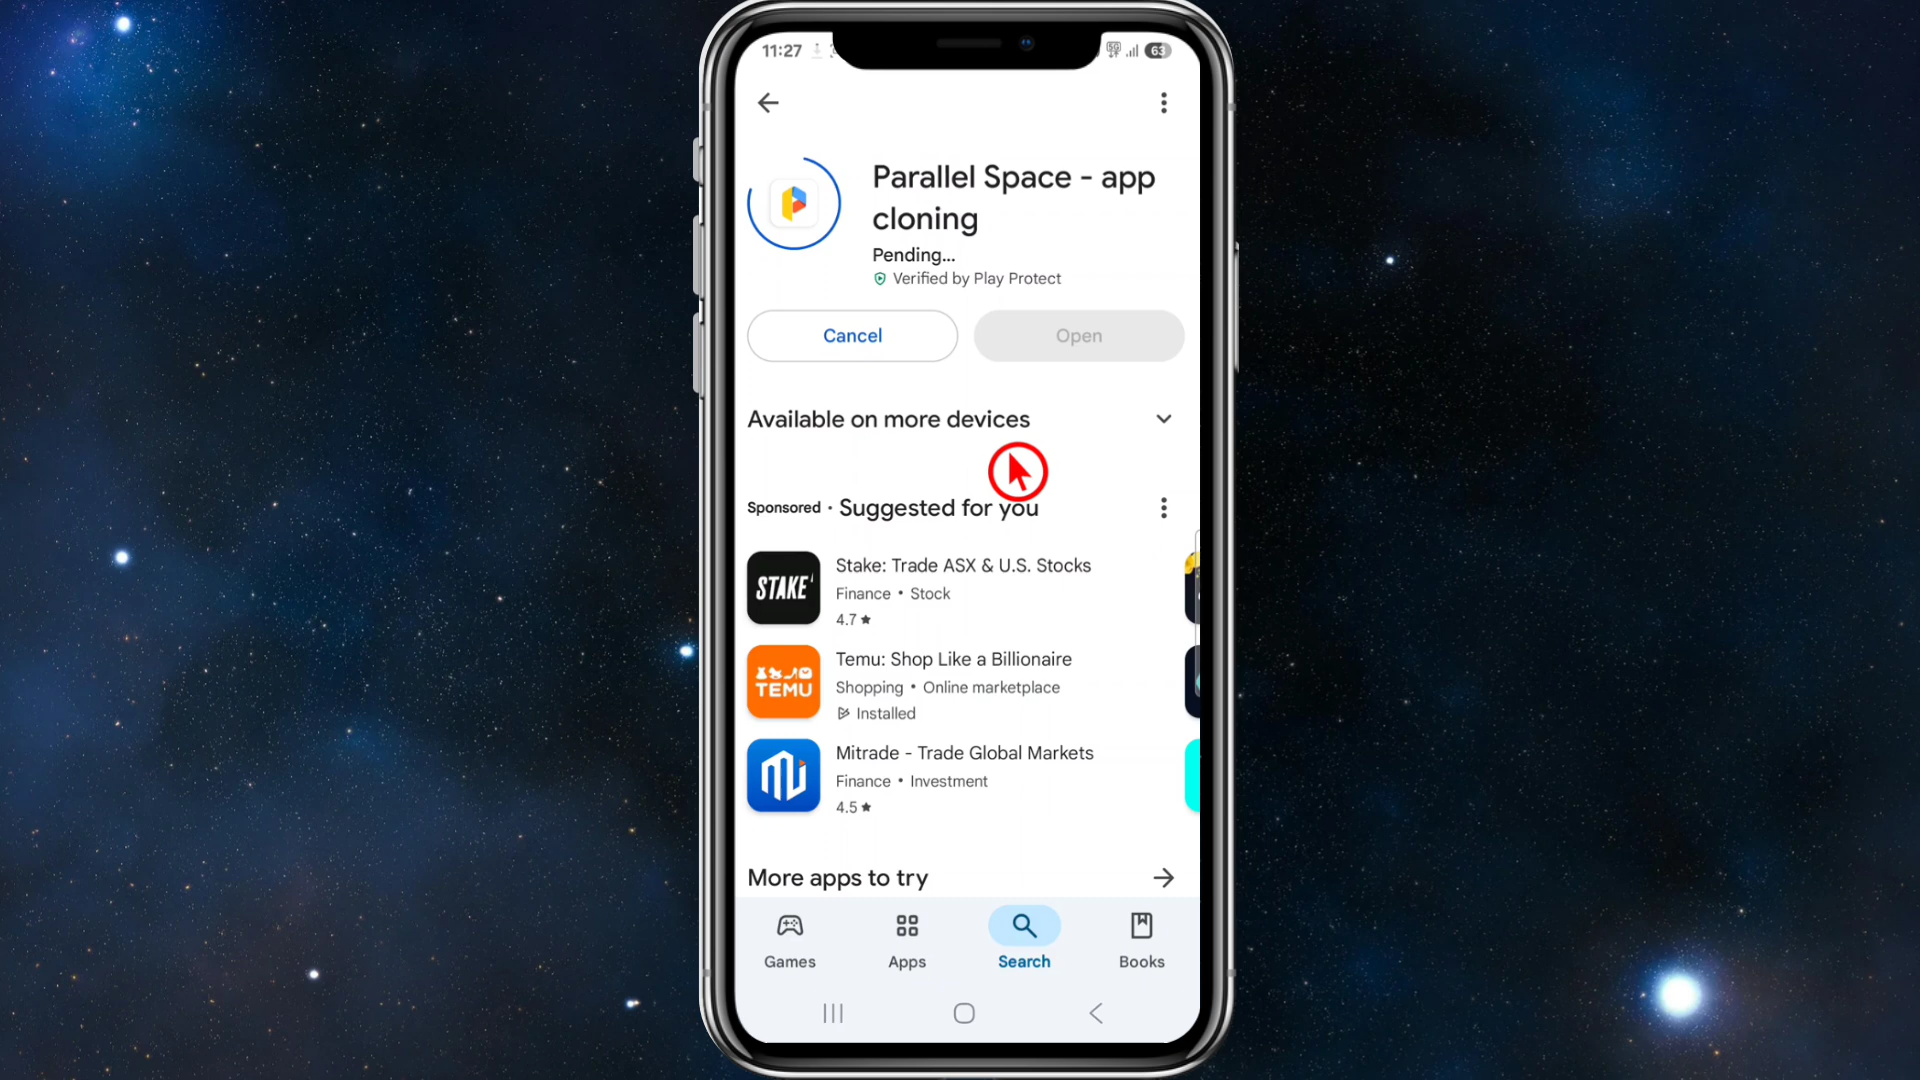 11:27
5G
63
Parallel Space - app
cloning
Pending...
Verified by Play Protect
Cancel
Open
Available on more devices
Sponsored · Suggested for you
STAKE
Stake: Trade ASX & U.S. Stocks
Finance • Stock
4.7 ★
TEMU
Temu: Shop Like a Billionaire
Shopping • Online marketplace
Installed
Mitrade - Trade Global Markets
Finance • Investment
4.5 ★
More apps to try
Games
Apps
Search
Books